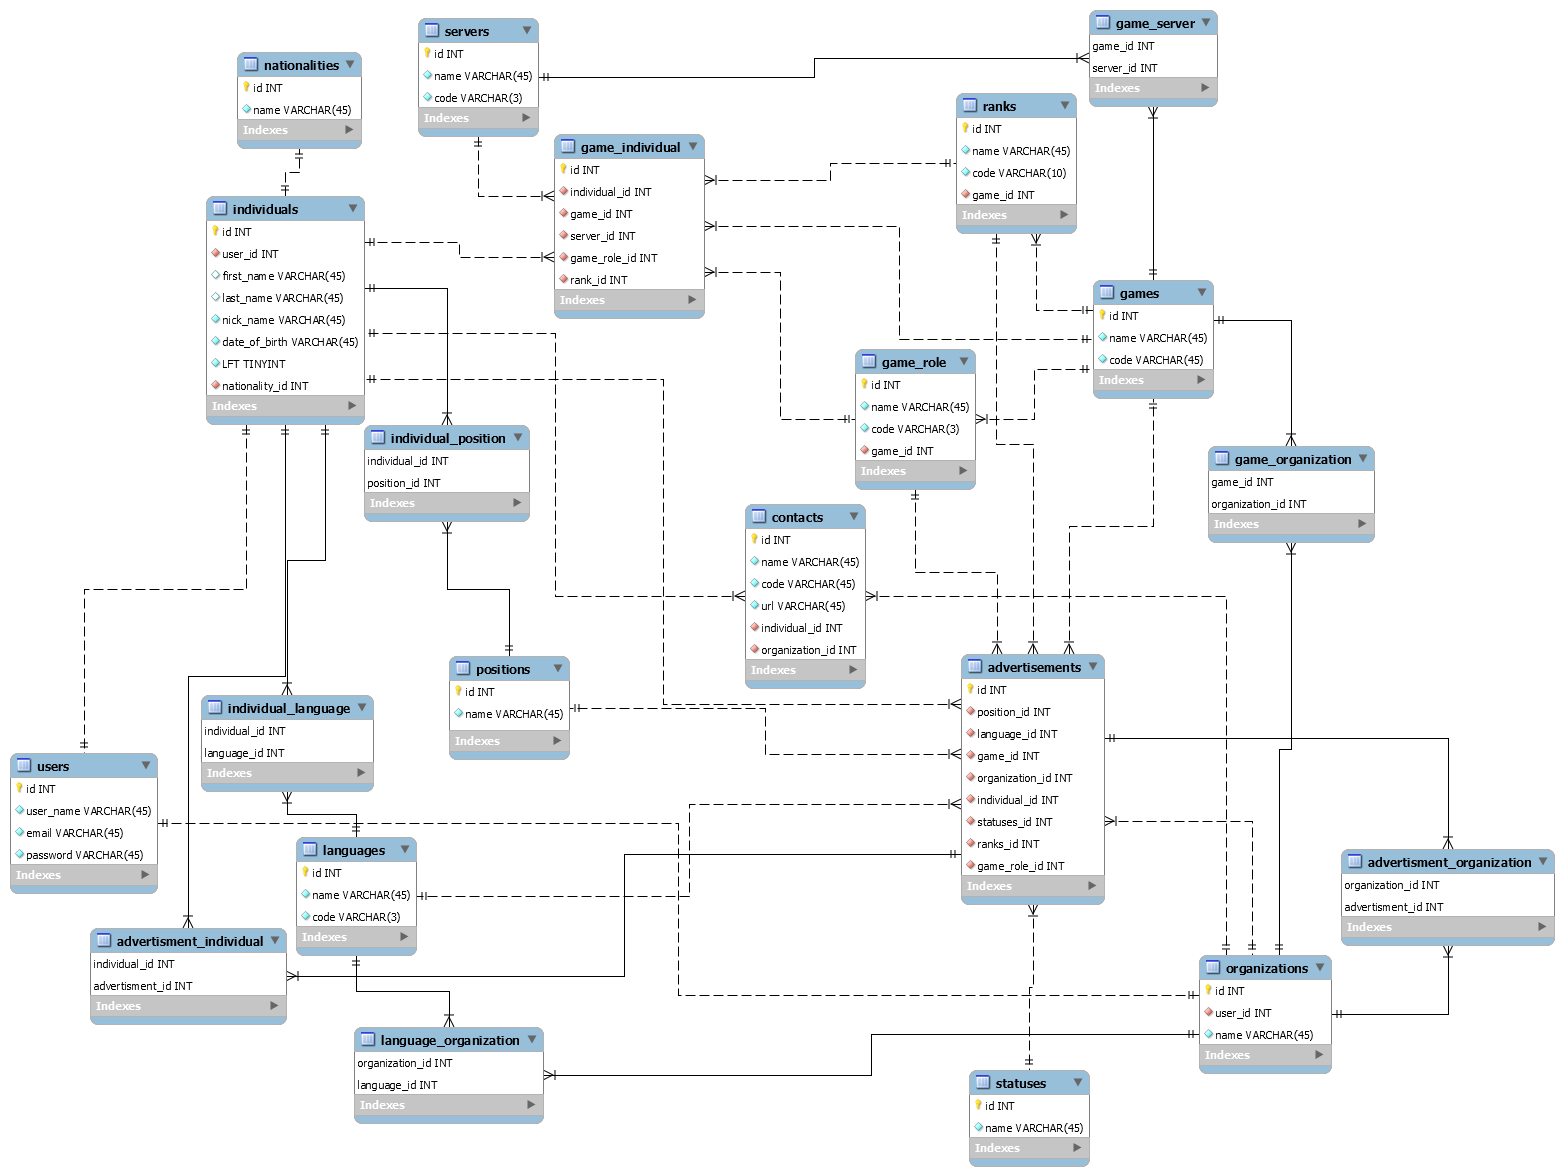 servers
id INT
name VARCHAR(45)
code VARCHAR(3)
Indexes
game_server
game_id INT
server_id INT
Indexes
nationalities
id INT
name VARCHAR(45)
Indexes
ranks
id INT
name VARCHAR(45)
code VARCHAR(10)
game_id INT
Indexes
game_individual
id INT
individual_id INT
game_id INT
server_id INT
game_role_id INT
rank_id INT
Indexes
individuals
id INT
user_id INT
first_name VARCHAR(45)
last_name VARCHAR(45)
nick_name VARCHAR(45)
date_of_birth VARCHAR(45)
LFT TINYINT
nationality_id INT
Indexes
games
id INT
name VARCHAR(45)
code VARCHAR(45)
Indexes
game_role
id INT
name VARCHAR(45)
code VARCHAR(3)
game_id INT
Indexes
individual_position
individual_id INT
position_id INT
Indexes
game_organization
game_id INT
organization_id INT
Indexes
contacts
id INT
name VARCHAR(45)
code VARCHAR(45)
url VARCHAR(45)
individual_id INT
organization_id INT
Indexes
positions
id INT
name VARCHAR(45)
Indexes
advertisements
id INT
position_id INT
language_id INT
game_id INT
organization_id INT
individual_id INT
statuses_id INT
ranks_id INT
game_role_id INT
Indexes
individual_language
individual_id INT
language_id INT
Indexes
users
id INT
user_name VARCHAR(45)
email VARCHAR(45)
password VARCHAR(45)
Indexes
languages
id INT
name VARCHAR(45)
code VARCHAR(3)
Indexes
advertisment_organization
organization_id INT
advertisment_id INT
Indexes
advertisment_individual
individual_id INT
advertisment_id INT
Indexes
organizations
id INT
user_id INT
name VARCHAR(45)
Indexes
language_organization
organization_id INT
language_id INT
Indexes
statuses
id INT
name VARCHAR(45)
Indexes